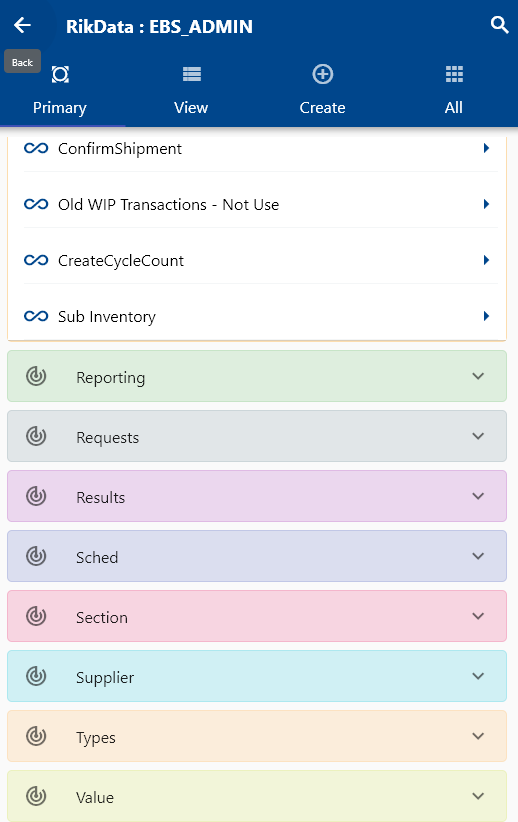 RikData : EBS_ADMIN
Back
Primary
View
Create
All
ConfirmShipment
Old WIP Transactions - Not Use
CreateCycleCount
Sub Inventory
Reporting
Requests
Results
Sched
Section
Supplier
Types
Value